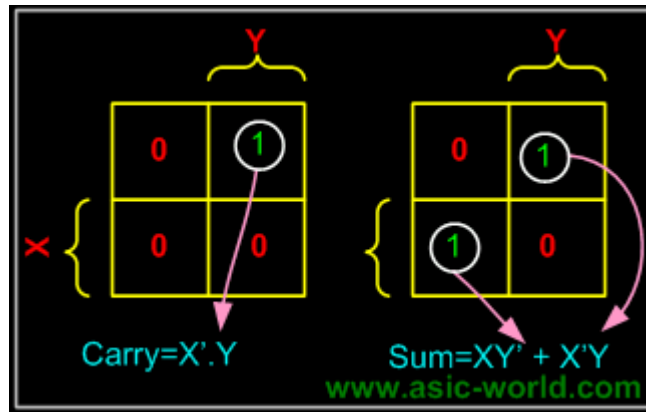 Y Y
0 1 0 1
X 0 0 1 0
Carry=X'.Y Sum=XY' + X'Y
www.asic-world.com